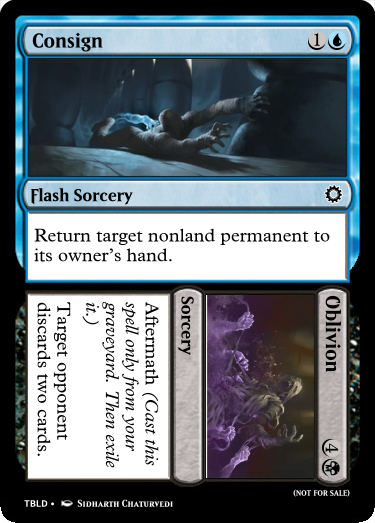 Consign
1
Flash Sorcery
Return target nonland permanent to
its owner's hand.
Oblivion
4
Sorcery
Aftermath (Cast this
spell only from your
graveyard. Then exile
it.)
Target opponent
discards two cards.
(NOT FOR SALE)
TBLD • SIDHARTH CHATURVEDI